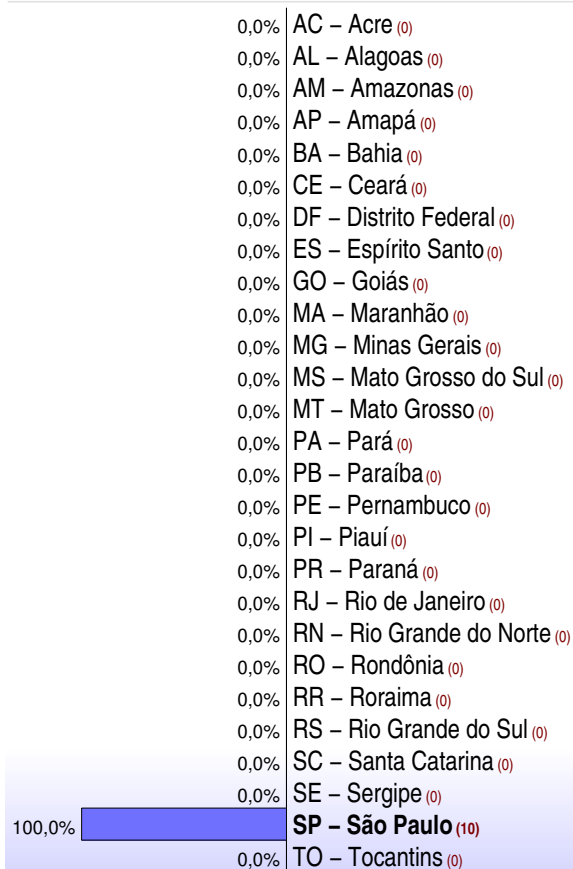 0,0% AC – Acre (0)
0,0% AL – Alagoas (0)
0,0% AM – Amazonas (0)
0,0% AP – Amapá (0)
0,0% BA – Bahia (0)
0,0% CE – Ceará (0)
0,0% DF – Distrito Federal (0)
0,0% ES – Espírito Santo (0)
0,0% GO – Goiás (0)
0,0% MA – Maranhão (0)
0,0% MG – Minas Gerais (0)
0,0% MS – Mato Grosso do Sul (0)
0,0% MT – Mato Grosso (0)
0,0% PA – Pará (0)
0,0% PB – Paraíba (0)
0,0% PE – Pernambuco (0)
0,0% PI – Piauí (0)
0,0% PR – Paraná (0)
0,0% RJ – Rio de Janeiro (0)
0,0% RN – Rio Grande do Norte (0)
0,0% RO – Rondônia (0)
0,0% RR – Roraima (0)
0,0% RS – Rio Grande do Sul (0)
0,0% SC – Santa Catarina (0)
0,0% SE – Sergipe (0)
100,0% SP – São Paulo (10)
0,0% TO – Tocantins (0)